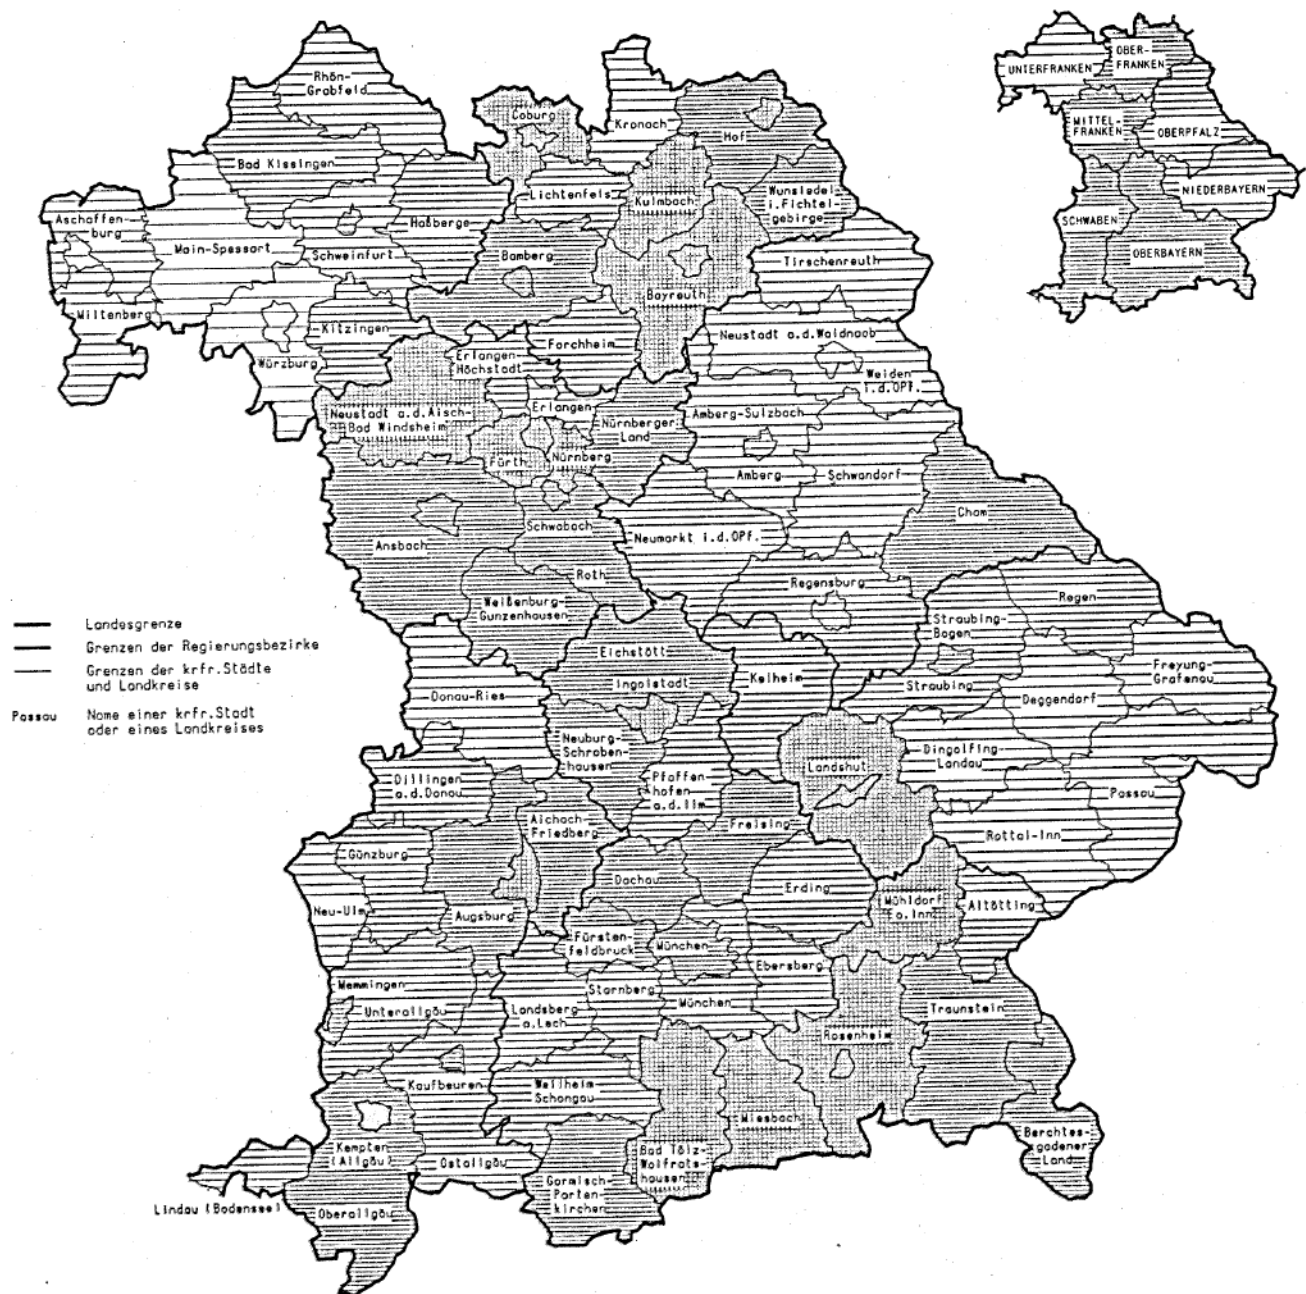 Rhön-
Grabfeld
Coburg
Kronach
Hof
Bad Kissingen
Lichtenfels
Kulmbach
Wunsiedel
i.Fichtel-
gebirge
Aschaffen-
burg
Haßberge
Main-Spessart
Schweinfurt
Bamberg
Tirschenreuth
Bayreuth
Miltenberg
Kitzingen
Forchheim
Neustadt a.d.Waldnaab
Würzburg
Erlangen-
Höchstadt
Weiden
i.d.OPf.
Neustadt a.d.Aisch-
Bad Windsheim
Erlangen
Nürnberger
Land
Amberg-Sulzbach
Fürth
Nürnberg
Amberg
Schwandorf
Cham
Schwabach
Ansbach
Neumarkt i.d.OPf.
Roth
Regensburg
Regen
Weißenburg-
Gunzenhausen
Straubing-
Bogen
Eichstätt
Ingolstadt
Kelheim
Straubing
Deggendorf
Freyung-
Grafenau
Donau-Ries
Neuburg-
Schroben-
hausen
Landshut
Dingolfing-
Landau
Dillingen
a.d.Donau
Pfaffen-
hofen
a.d.Ilm
Passau
Aichach-
Friedberg
Freising
Rottal-Inn
Günzburg
Dachau
Erding
Mühldorf
a.Inn
Altötting
Neu-Ulm
Augsburg
Fürsten-
feldbruck
München
Ebersberg
Memmingen
Unterallgäu
Starnberg
München
Landsberg
a.Lech
Traunstein
Rosenheim
Kaufbeuren
Weilheim
Schongau
Miesbach
Kempten
(Allgäu)
Ostallgäu
Bad Tölz-
Wolfrats-
hausen
Berchtes-
gadener
Land
Garmisch-
Parten-
kirchen
Lindau (Bodensee)
Oberallgäu
UNTERFRANKEN
OBER-
FRANKEN
MITTEL-
FRANKEN
OBERPFALZ
NIEDERBAYERN
SCHWABEN
OBERBAYERN
Landesgrenze
Grenzen der Regierungsbezirke
Grenzen der krfr.Städte
und Landkreise
Passau
Name einer krfr.Stadt
oder eines Landkreises